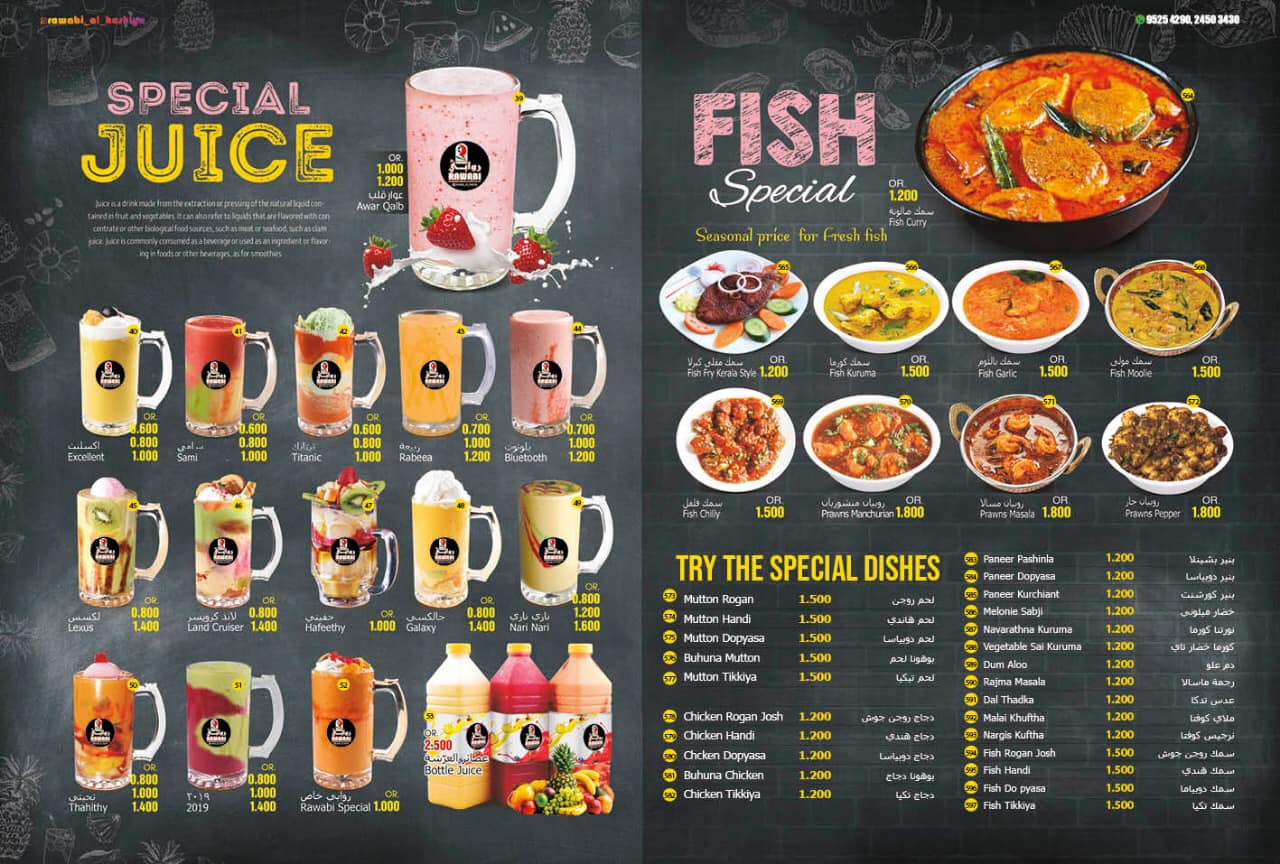 @rawabi_al_hashiya
SPECIAL
JUICE
Juice is a drink made from the extraction or pressing of the natural liquid con-
tained in fruit and vegetables. It can also refer to liquids that are flavored with con-
centrate or other biological food sources, such as meat or seafood, such as clam
juice. Juice is commonly consumed as a beverage or used as an ingredient or flavor-
ing in foods or other beverages, as for smoothies.
39
OR.
1.000
1.200
عوار قلب
Awar Qalb
RAWABI
40
OR.
0.600
0.800
1.000
اكسلينت
Excellent
41
OR.
0.600
0.800
1.000
سامي
Sami
42
OR.
0.600
0.800
1.000
تيتانك
Titanic
43
OR.
0.700
1.000
1.200
ربيعة
Rabeea
44
OR.
0.700
1.000
1.200
بلوتوث
Bluetooth
45
OR.
0.800
1.400
لكسس
Lexus
46
OR.
0.800
1.400
لاند كرويسر
Land Cruiser
47
OR.
1.000
حفيتي
Hafeethy
48
OR.
0.800
1.400
جالكسي
Galaxy
49
OR.
0.800
1.200
1.600
ناري ناري
Nari Nari
50
OR.
0.800
1.000
1.400
Thahithy
51
OR.
0.800
1.000
1.400
٢٠١٩
2019
52
OR.
1.000
روابي خاص
Rawabi Special
53
OR.
2:500
Bottle Juice
9525 4290, 2450 3430
FISH
Special
Seasonal price for Fresh fish
564
OR.
1.200
سمك صالونة
Fish Curry
565
OR.
سمك مقلي كيرلا
Fish Fry Kerala Style 1.200
566
OR.
سمك كورما
Fish Kuruma 1.500
567
OR.
سمك بالثوم
Fish Garlic 1.500
568
OR.
سمك مولي
Fish Moolie 1.500
569
OR.
سمك فلفل
Fish Chilly 1.500
570
OR.
روبيان منشوريان
Prawns Manchurian 1.800
571
OR.
روبيان مسالا
Prawns Masala 1.800
572
OR.
روبيان حار
Prawns Pepper 1.800
TRY THE SPECIAL DISHES
573 Mutton Rogan 1.500 لحم روجن
574 Mutton Handi 1.500 لحم هندي
575 Mutton Dopyasa 1.500 لحم دوبياسا
576 Buhuna Mutton 1.500 بوهونا لحم
577 Mutton Tikkiya 1.500 لحم تيكيا
578 Chicken Rogan Josh 1.200 دجاج روجن جوش
579 Chicken Handi 1.200 دجاج هندي
580 Chcken Dopyasa 1.200 دجاج دوبياسا
581 Buhuna Chicken 1.200 بوهونا دجاج
582 Chicken Tikkiya 1.200 دجاج تكيا
583 Paneer Pashinla 1.200 بنير بشينلا
584 Paneer Dopyasa 1.200 بنير دوبياسا
585 Paneer Kurchiant 1.200 بنير كورشنت
586 Melonie Sabji 1.200 خضار ميلوني
587 Navarathna Kuruma 1.200 نورتنا كورما
588 Vegetable Sai Kuruma 1.200 كورما خضار تاي
589 Dum Aloo 1.200 دم علو
590 Rajma Masala 1.200 رجمة ماسالا
591 Dal Thadka 1.200 عدس تدكا
592 Malai Khuftha 1.200 ملاي كوفتا
593 Nargis Kuftha 1.200 نرجيس كوفتا
594 Fish Rogan Josh 1.500 سمك روجن جوش
595 Fish Handi 1.500 سمك هندي
596 Fish Do pyasa 1.500 سمك دوبياما
597 Fish Tikkiya 1.500 سمك تكيا